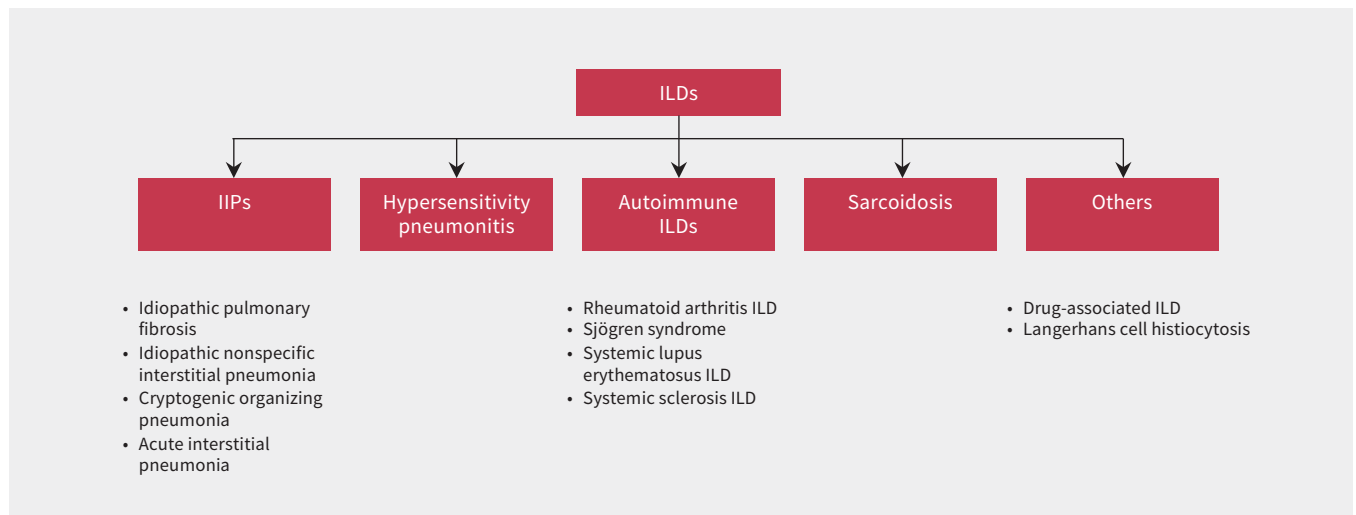 ILDs
IIPs
Hypersensitivity
pneumonitis
Autoimmune
ILDs
Sarcoidosis
Others
• Idiopathic pulmonary
fibrosis
• Idiopathic nonspecific
interstitial pneumonia
• Cryptogenic organizing
pneumonia
• Acute interstitial
pneumonia
• Rheumatoid arthritis ILD
• Sjögren syndrome
• Systemic lupus
erythematosus ILD
• Systemic sclerosis ILD
• Drug-associated ILD
• Langerhans cell histiocytosis